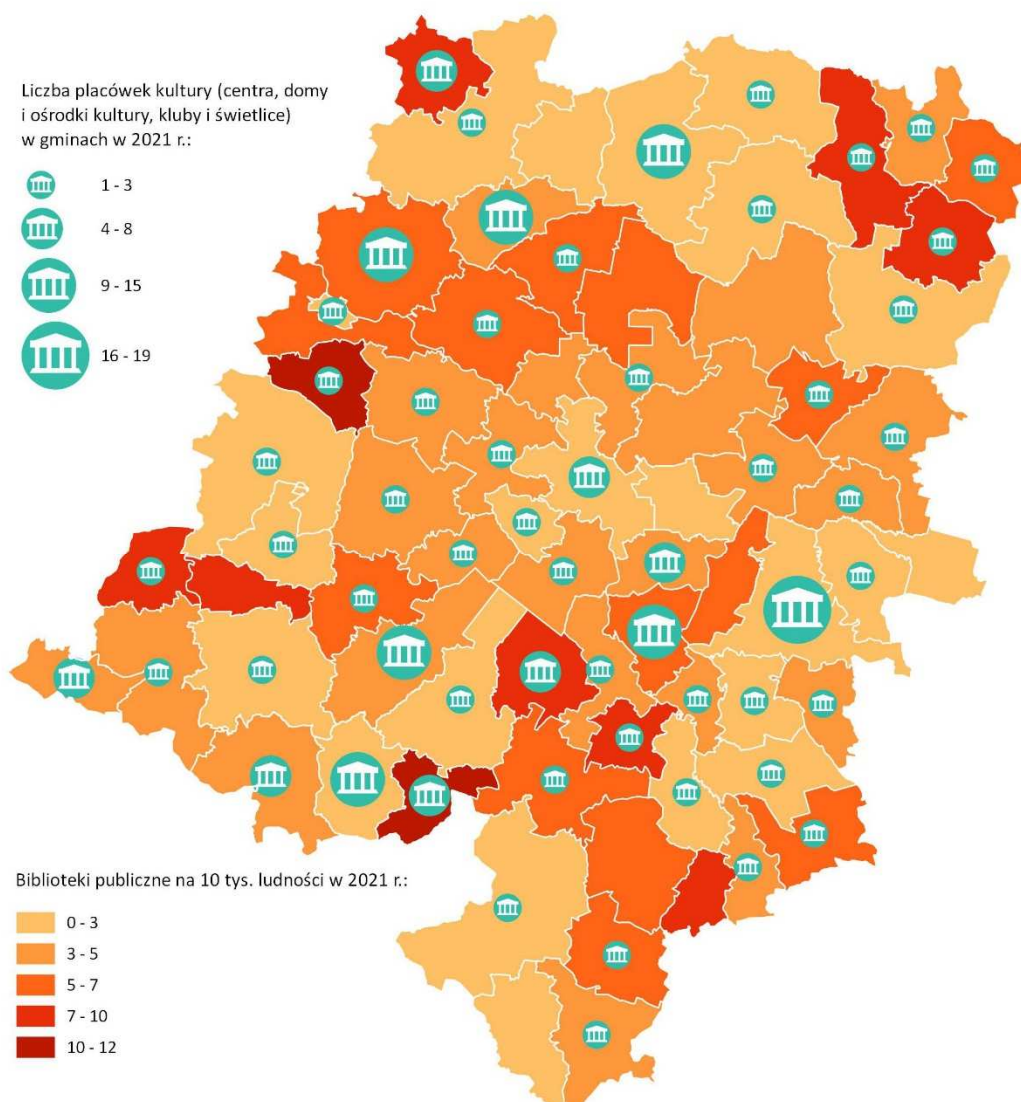 Liczba placówek kultury (centra, domy
i ośrodki kultury, kluby i świetlice)
w gminach w 2021 r.:
1 - 3
4 - 8
9 - 15
16 - 19
Biblioteki publiczne na 10 tys. ludności w 2021 r.:
0 - 3
3 - 5
5 - 7
7 - 10
10 - 12